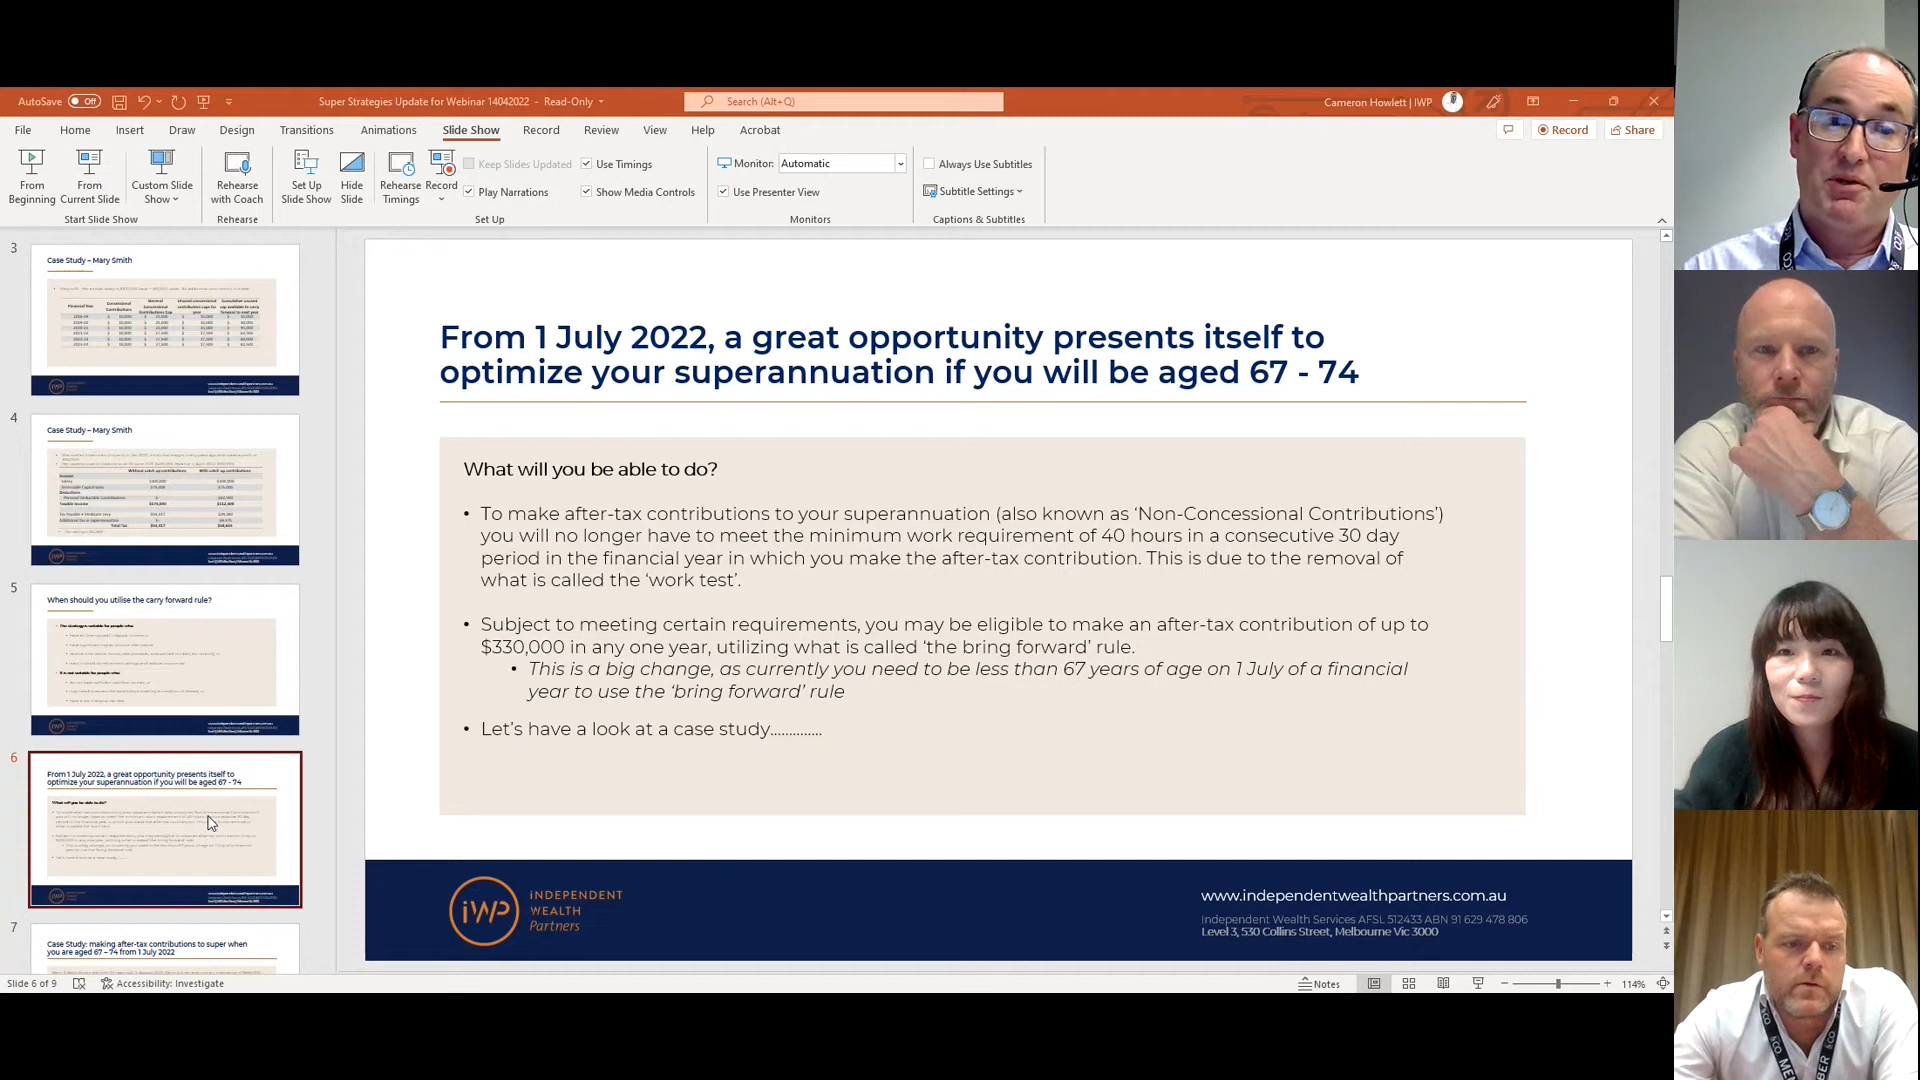 AutoSave Off
Super Strategies Update for Webinar 14042022 - Read-Only
Search (Alt+Q)
Cameron Howlett | IWP
File Home Insert Draw Design Transitions Animations Slide Show Record Review View Help Acrobat
Record Share
From Beginning
From Current Slide
Custom Slide Show
Start Slide Show
Rehearse with Coach
Rehearse
Set Up Slide Show
Hide Slide
Rehearse Timings
Record
Keep Slides Updated
Play Narrations
Use Timings
Show Media Controls
Set Up
Monitor: Automatic
Use Presenter View
Monitors
Always Use Subtitles
Subtitle Settings
Captions & Subtitles
3
Case Study – Mary Smith
4
Case Study – Mary Smith
5
When should you utilise the carry forward rule?
6
From 1 July 2022, a great opportunity presents itself to
optimize your superannuation if you will be aged 67 - 74
What will you be able to do?
7
Case Study: making after-tax contributions to super when
you are aged 67 – 74 from 1 July 2022
From 1 July 2022, a great opportunity presents itself to
optimize your superannuation if you will be aged 67 - 74
What will you be able to do?
• To make after-tax contributions to your superannuation (also known as ‘Non-Concessional Contributions’)
you will no longer have to meet the minimum work requirement of 40 hours in a consecutive 30 day
period in the financial year in which you make the after-tax contribution. This is due to the removal of
what is called the ‘work test’.
• Subject to meeting certain requirements, you may be eligible to make an after-tax contribution of up to
$330,000 in any one year, utilizing what is called ‘the bring forward’ rule.
• This is a big change, as currently you need to be less than 67 years of age on 1 July of a financial
year to use the ‘bring forward’ rule
• Let’s have a look at a case study..............
iWP
INDEPENDENT
WEALTH
Partners
www.independentwealthpartners.com.au
Independent Wealth Services AFSL 512433 ABN 91 629 478 806
Level 3, 530 Collins Street, Melbourne Vic 3000
Slide 6 of 9
Accessibility: Investigate
Notes
114%